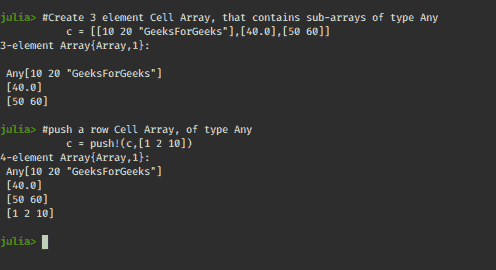 julia> #Create 3 element Cell Array, that contains sub-arrays of type Any
c = [[10 20 "GeeksForGeeks"],[40.0],[50 60]]
3-element Array{Array,1}:
Any[10 20 "GeeksForGeeks"]
[40.0]
[50 60]
julia> #push a row Cell Array, of type Any
c = push!(c,[1 2 10])
4-element Array{Array,1}:
Any[10 20 "GeeksForGeeks"]
[40.0]
[50 60]
[1 2 10]
julia>